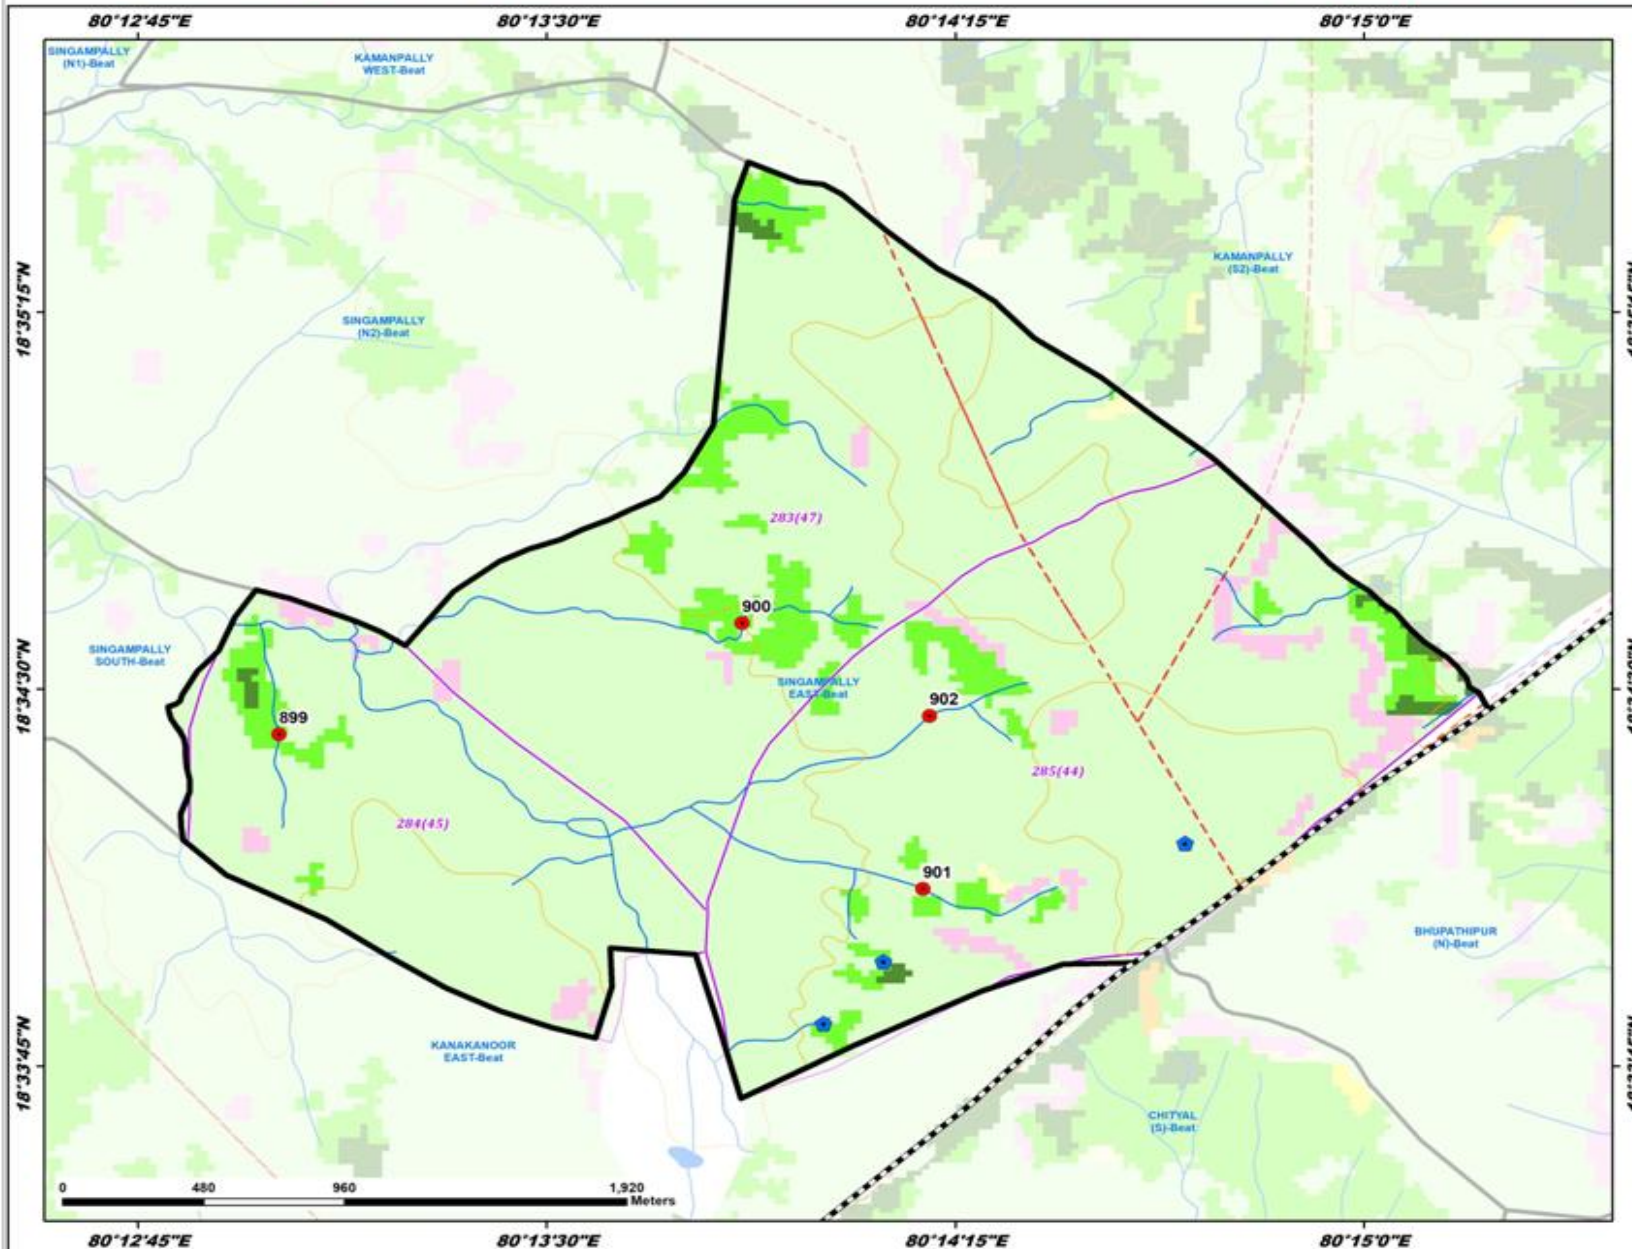 80°12'45"E 80°13'30"E 80°14'15"E 80°15'0"E
SINGAMPALLY
(N1)-Beat
KAMANPALLY
WEST-Beat
KAMANPALLY
(S2)-Beat
18°35'15"N
SINGAMPALLY
(N2)-Beat
283(47)
900
SINGAMPALLY
SOUTH-Beat
18°34'30"N
SINGAMPALLY
EAST-Beat
902
899
285(44)
284(45)
901
BHUPATHIPUR
(N)-Beat
KANAKANOOR
EAST-Beat
18°33'45"N
CHITYAL
(S)-Beat
0 480 960 1,920
Meters
80°12'45"E 80°13'30"E 80°14'15"E 80°15'0"E